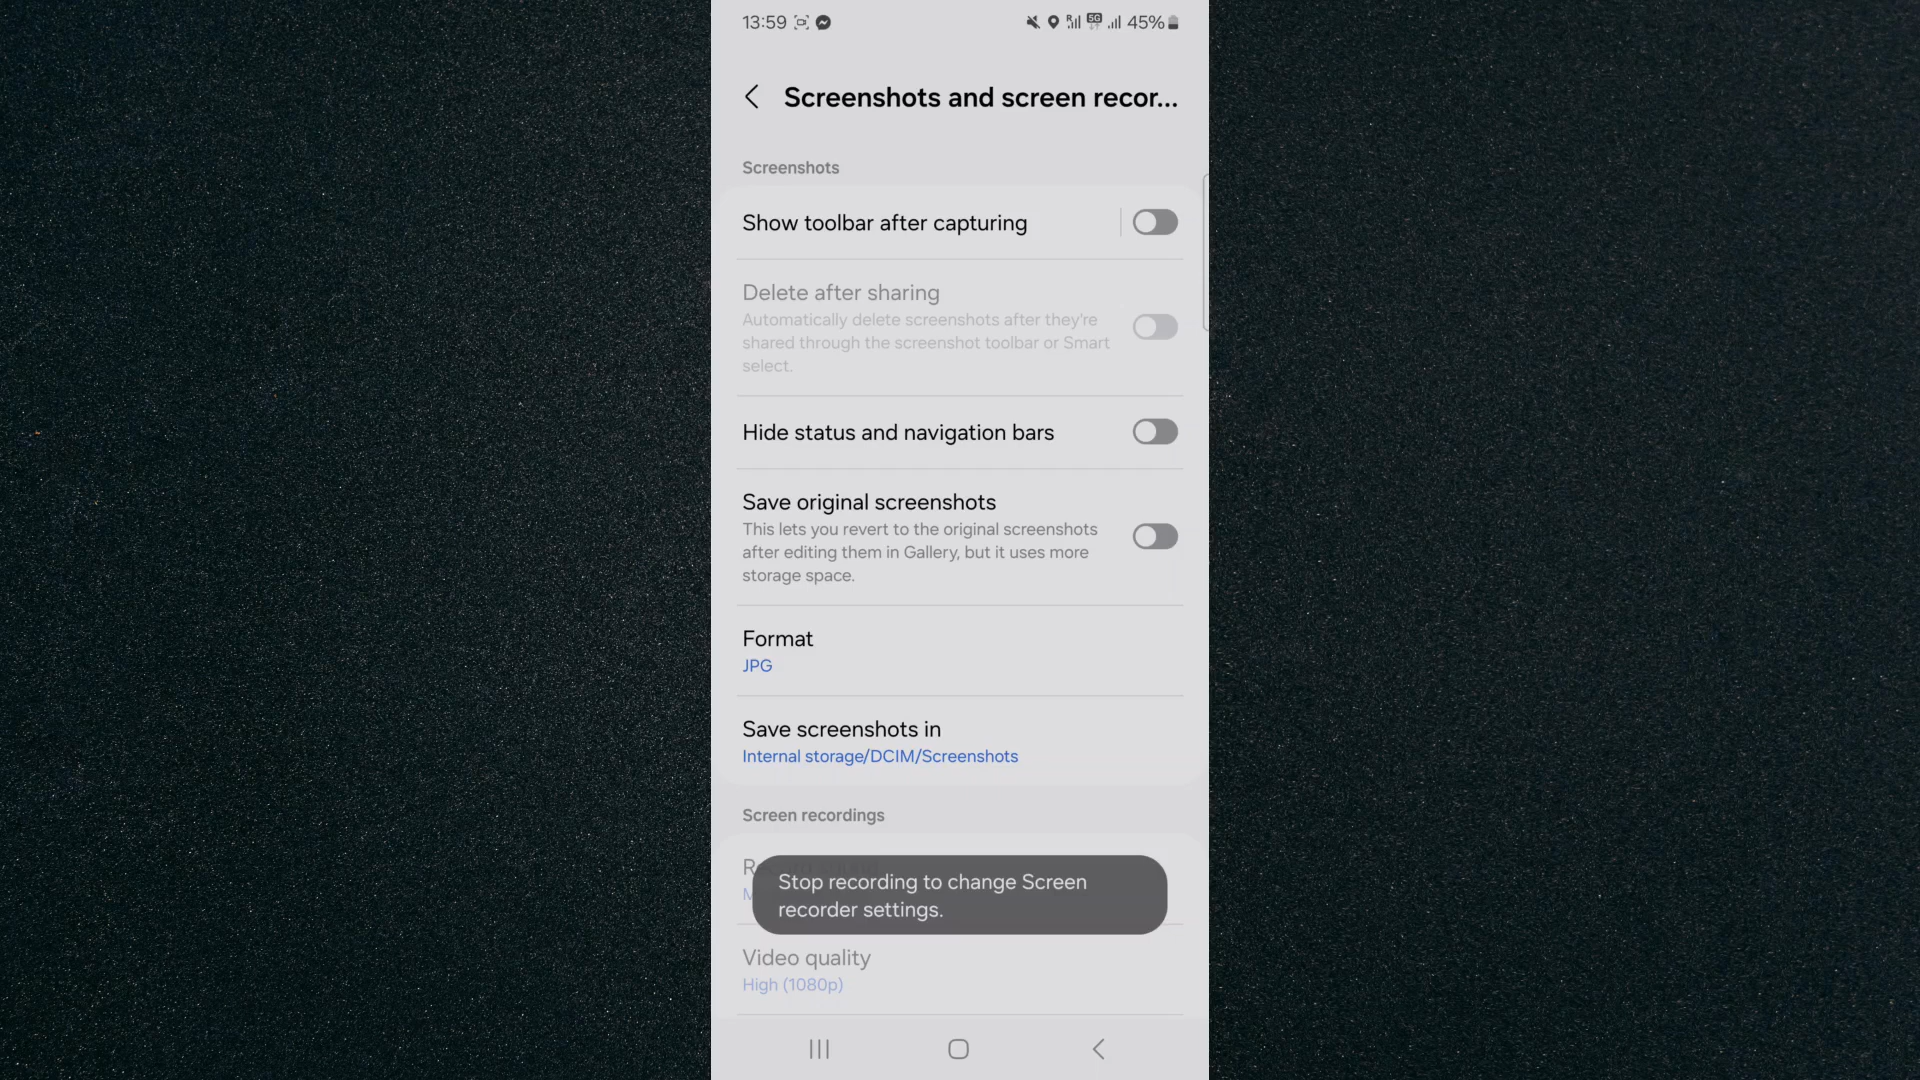 13:59 5G 45%
Screenshots and screen recor...
Screenshots
Show toolbar after capturing
Delete after sharing
Automatically delete screenshots after they're
shared through the screenshot toolbar or Smart
select.
Hide status and navigation bars
Save original screenshots
This lets you revert to the original screenshots
after editing them in Gallery, but it uses more
storage space.
Format
JPG
Save screenshots in
Internal storage/DCIM/Screenshots
Screen recordings
Stop recording to change Screen
recorder settings.
Video quality
High (1080p)